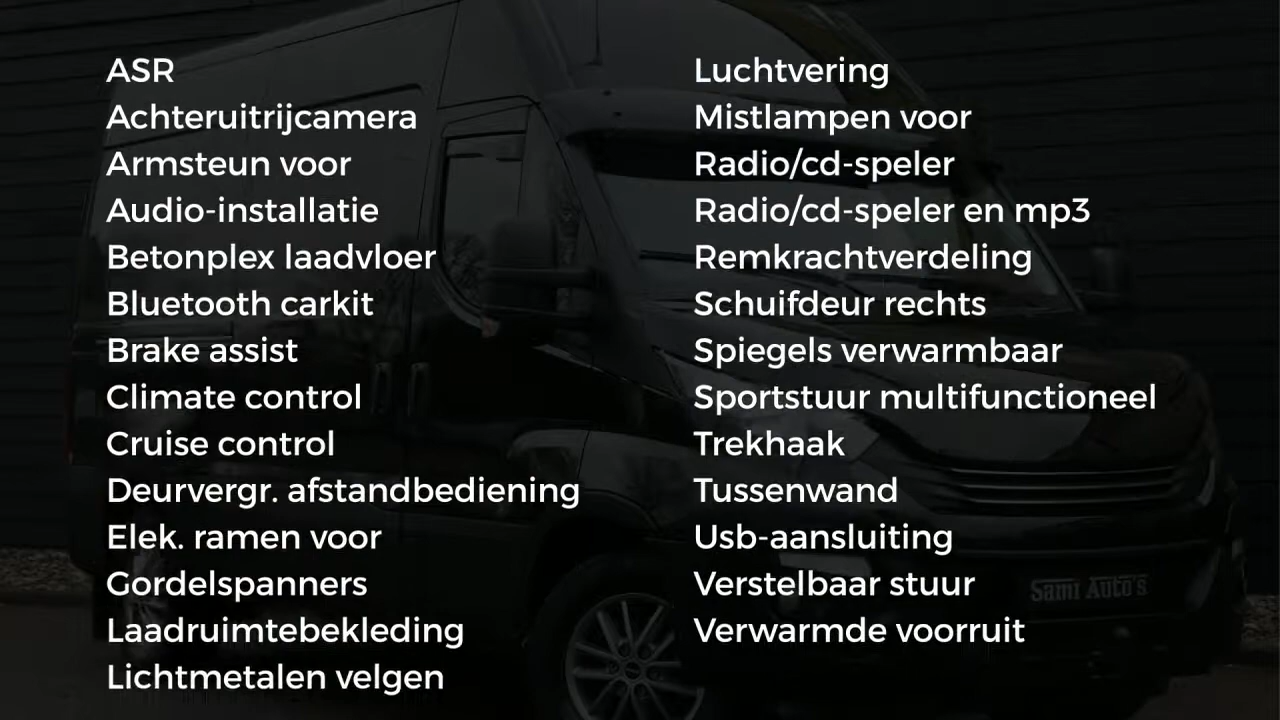 ASR
Achteruitrijcamera
Armsteun voor
Audio-installatie
Betonplex laadvloer
Bluetooth carkit
Brake assist
Climate control
Cruise control
Deurvergr. afstandbediening
Elek. ramen voor
Gordelspanners
Laadruimtebekleding
Lichtmetalen velgen
Luchtvering
Mistlampen voor
Radio/cd-speler
Radio/cd-speler en mp3
Remkrachtverdeling
Schuifdeur rechts
Spiegels verwarmbaar
Sportstuur multifunctioneel
Trekhaak
Tussenwand
Usb-aansluiting
Verstelbaar stuur
Verwarmde voorruit
Sami Auto's